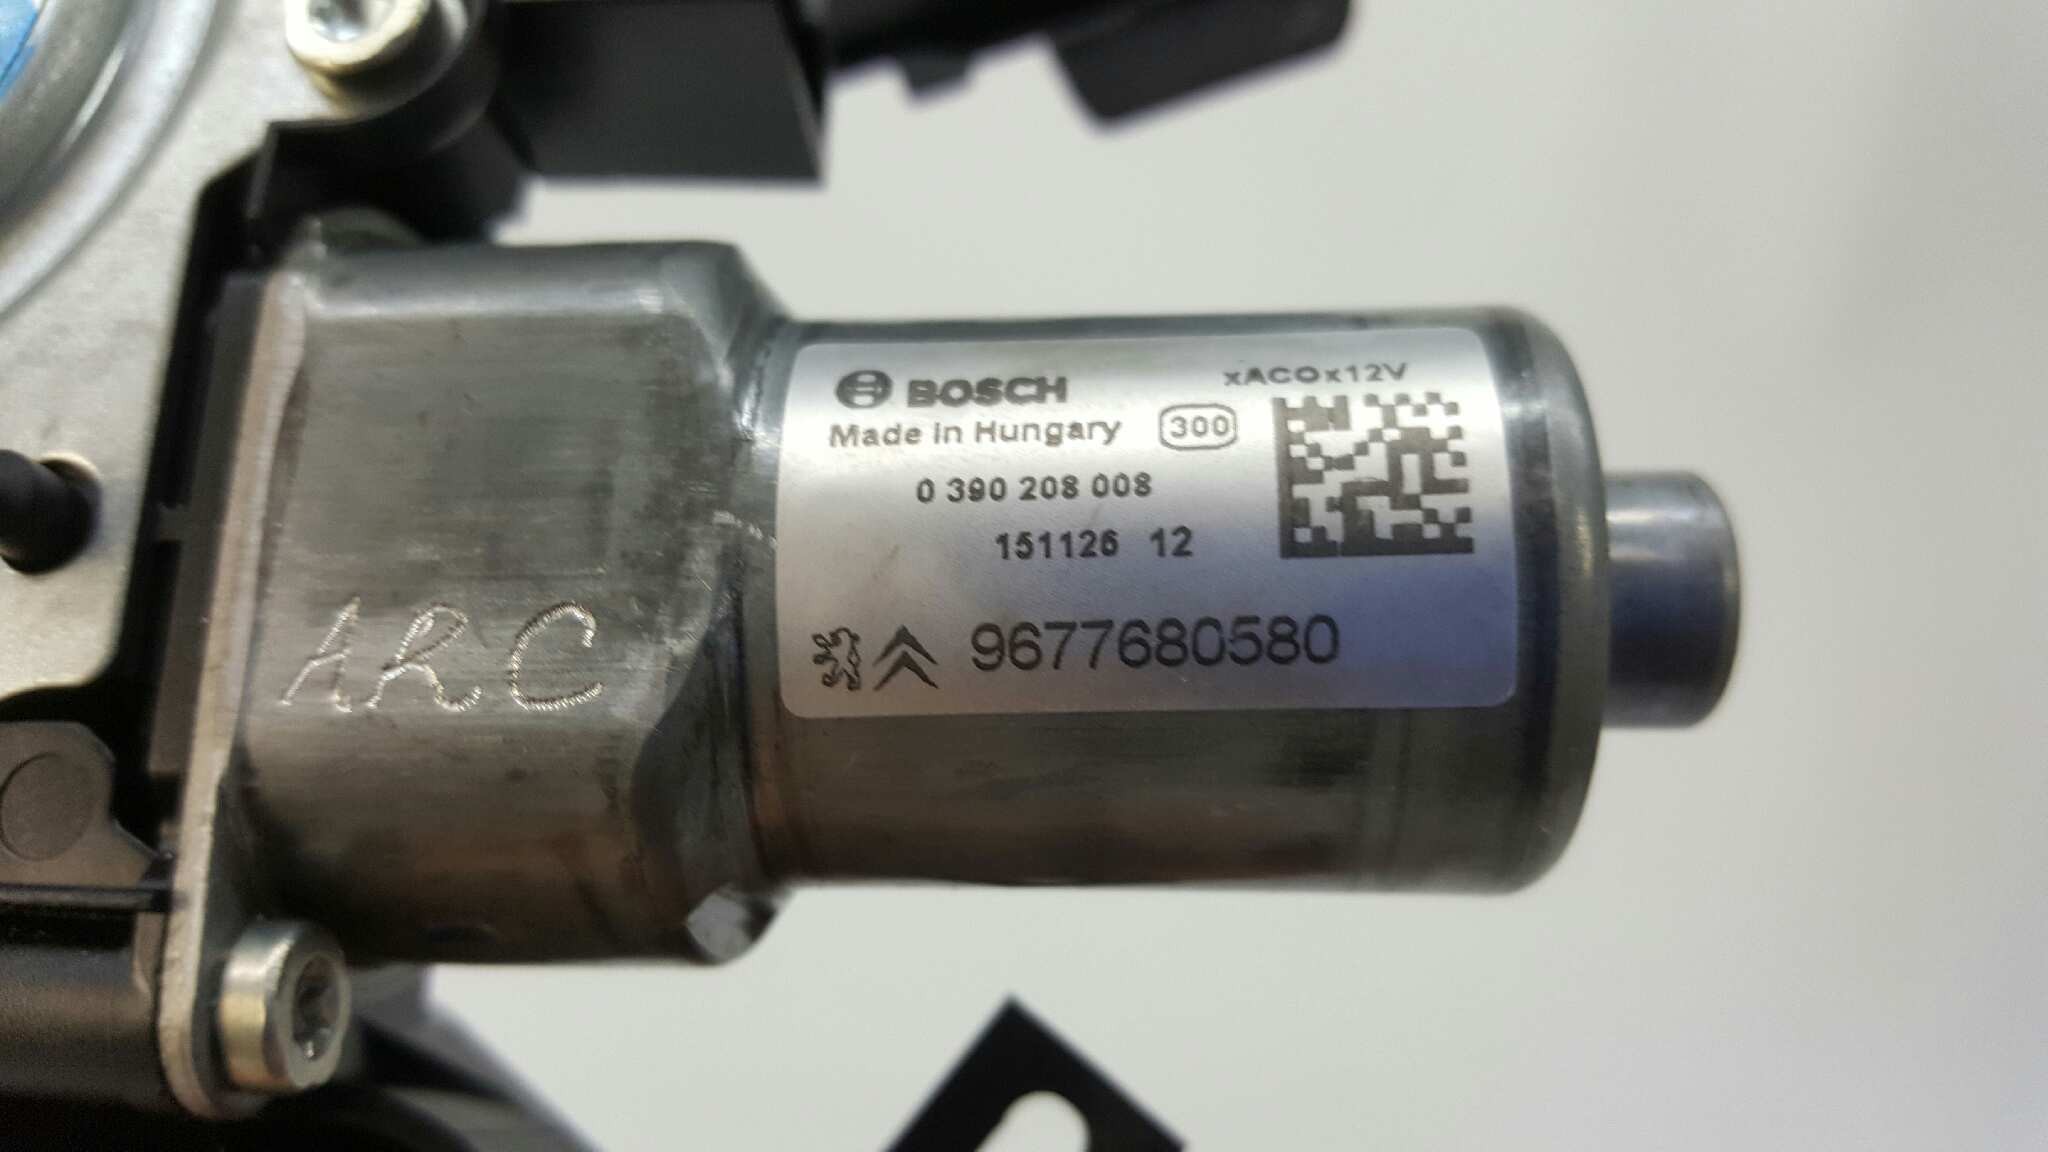 xACOx12V
BOSCH
Made in Hungary 300
0 390 208 008
151126 12
9677680580
ARC